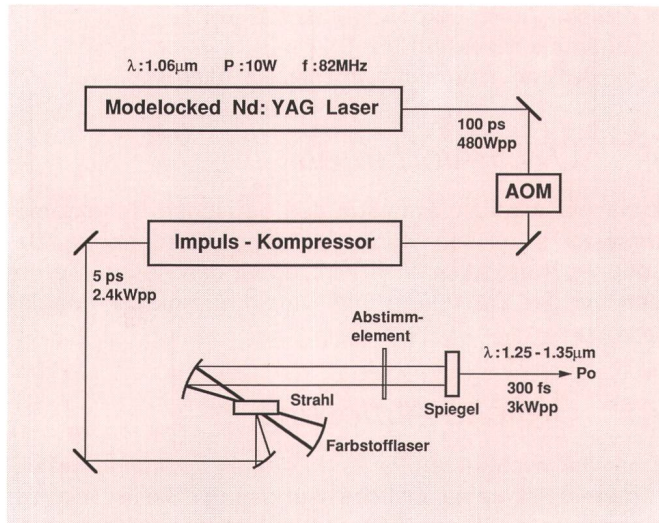 λ:1.06μm P:10W f:82MHz
Modelocked Nd: YAG Laser
100 ps
480Wpp
AOM
Impuls - Kompressor
5 ps
2.4kWpp
Abstimm-
element
λ:1.25-1.35μm
Po
300 fs
3kWpp
Spiegel
Strahl
Farbstofflaser